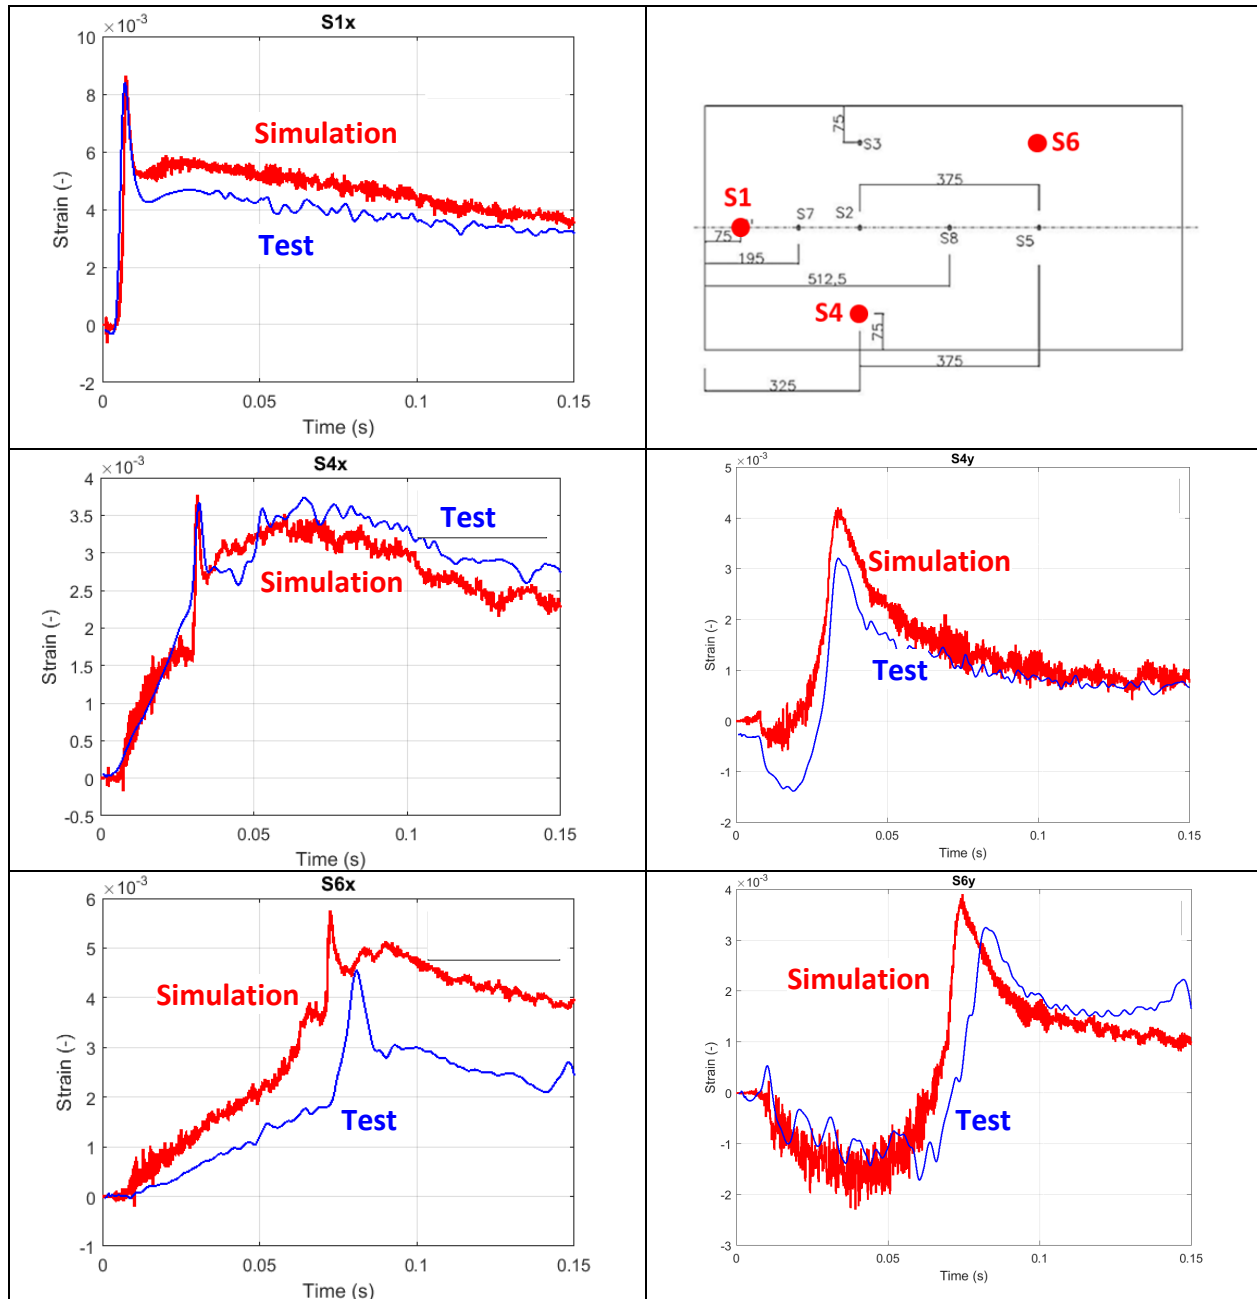 S1x
×10⁻³
10
8
6
4
2
0
-2
Strain (-)
Simulation
Test
0
0.05
0.1
0.15
Time (s)
75
S3
S6
375
S1
S7
S2
75
S8
S5
195
512,5
S4
75
375
325
S4x
×10⁻³
4
3.5
3
2.5
2
1.5
1
0.5
0
-0.5
Strain (-)
Test
Simulation
0
0.05
0.1
0.15
Time (s)
S4y
×10⁻³
5
4
3
2
1
0
-1
-2
Strain (-)
Simulation
Test
0
0.05
0.1
0.15
Time (s)
S6x
×10⁻³
6
5
4
3
2
1
0
-1
Strain (-)
Simulation
Test
0
0.05
0.1
0.15
Time (s)
S6y
×10⁻³
4
3
2
1
0
-1
-2
-3
Strain (-)
Simulation
Test
0
0.05
0.1
0.15
Time (s)